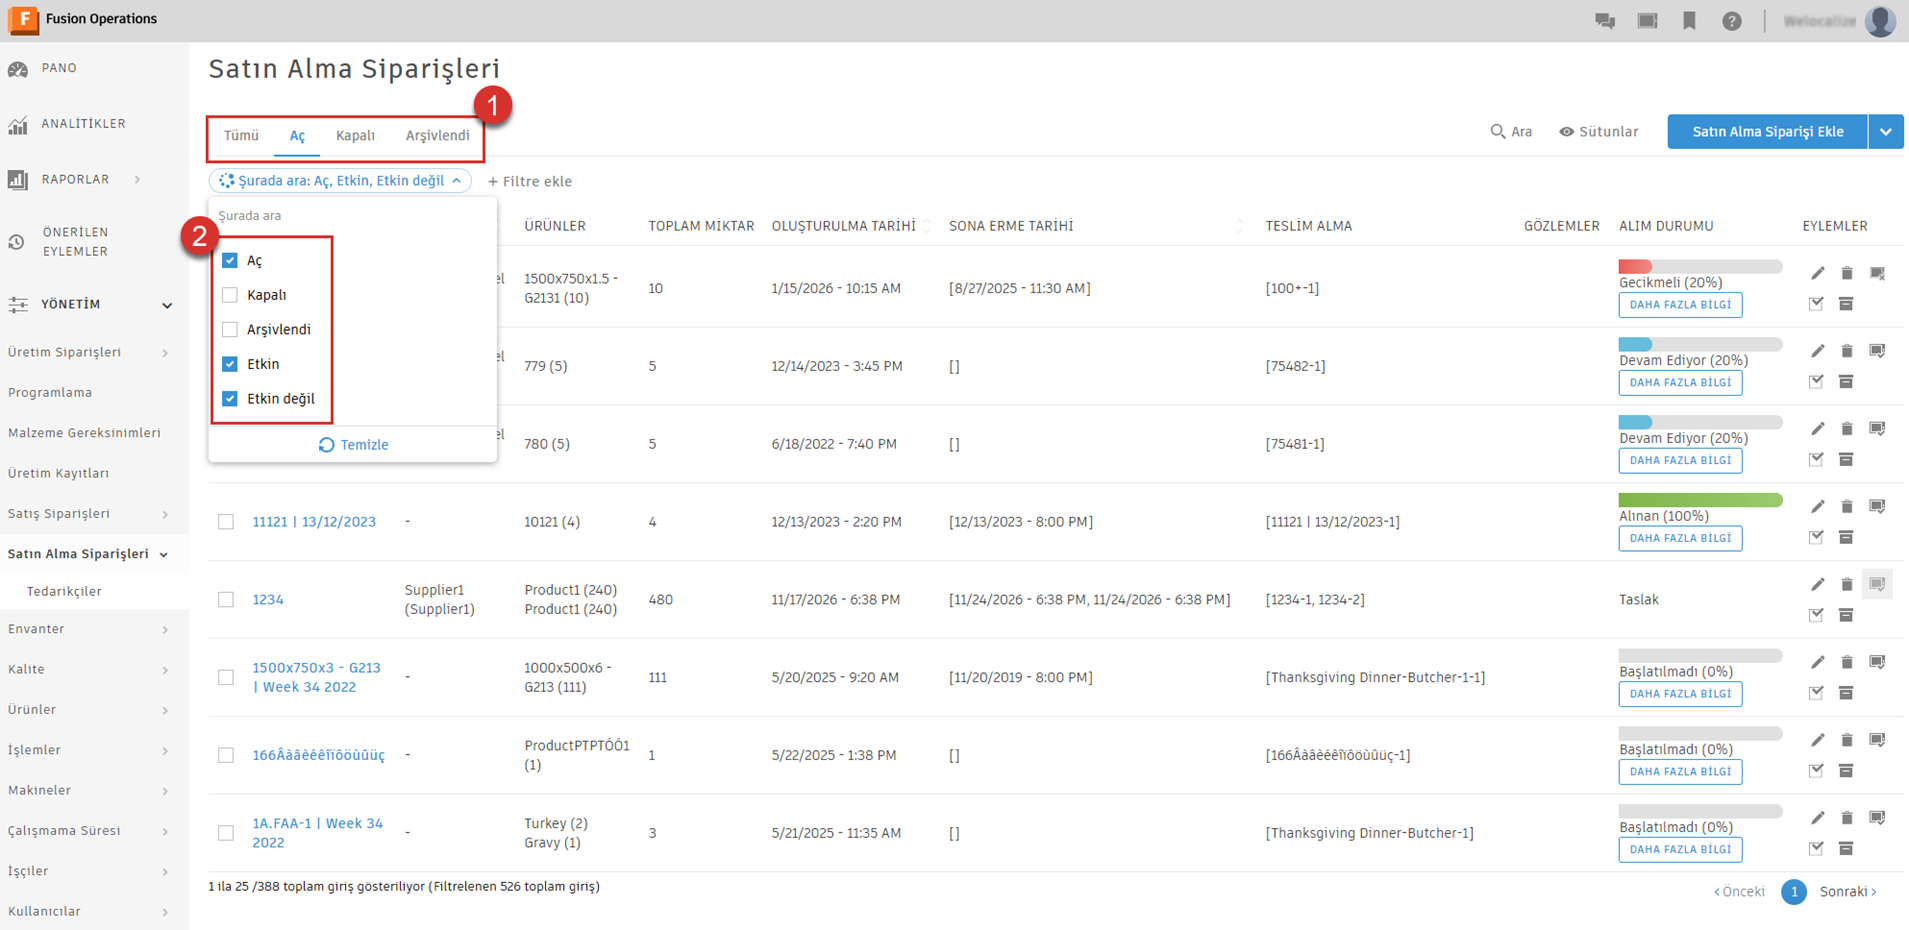 F
Fusion Operations
?
PANO
ANALİTİKLER
RAPORLAR
ÖNERİLEN
EYLEMLER
YÖNETİM
Üretim Siparişleri
Programlama
Malzeme Gereksinimleri
Üretim Kayıtları
Satış Siparişleri
Satın Alma Siparişleri
Tedarikçiler
Envanter
Kalite
Ürünler
İşlemler
Makineler
Çalışmama Süresi
İşçiler
Kullanıcılar
Satın Alma Siparişleri
1
Tümü Aç Kapalı Arşivlendi
Ara Sütunlar Satın Alma Siparişi Ekle
Şurada ara: Aç, Etkin, Etkin değil + Filtre ekle
Şurada ara
2
Aç
Kapalı
Arşivlendi
Etkin
Etkin değil
Temizle
ÜRÜNLER TOPLAM MİKTAR OLUŞTURULMA TARİHİ SONA ERME TARİHİ TESLİM ALMA GÖZLEMLER ALIM DURUMU EYLEMLER
el 1500x750x1.5 -
G2131 (10) 10 1/15/2026 - 10:15 AM [8/27/2025 - 11:30 AM] [100+-1] Gecikmeli (20%)
DAHA FAZLA BİLGİ
el 779 (5) 5 12/14/2023 - 3:45 PM [] [75482-1] Devam Ediyor (20%)
DAHA FAZLA BİLGİ
el 780 (5) 5 6/18/2022 - 7:40 PM [] [75481-1] Devam Ediyor (20%)
DAHA FAZLA BİLGİ
11121 | 13/12/2023 - 10121 (4) 4 12/13/2023 - 2:20 PM [12/13/2023 - 8:00 PM] [11121 | 13/12/2023-1] Alınan (100%)
DAHA FAZLA BİLGİ
1234 Supplier1 Product1 (240) 480 11/17/2026 - 6:38 PM [11/24/2026 - 6:38 PM, 11/24/2026 - 6:38 PM] [1234-1, 1234-2] Taslak
(Supplier1) Product1 (240)
1500x750x3 - G213 - 1000x500x6 - 111 5/20/2025 - 9:20 AM [11/20/2019 - 8:00 PM] [Thanksgiving Dinner-Butcher-1-1] Başlatılmadı (0%)
| Week 34 2022 G213 (111) DAHA FAZLA BİLGİ
166Âàâèéêîïôöùûüç - ProductPTPTÓÓ1 1 5/22/2025 - 1:38 PM [] [166Âàâèéêîïôöùûüç-1] Başlatılmadı (0%)
(1) DAHA FAZLA BİLGİ
1A.FAA-1 | Week 34 - Turkey (2) 3 5/21/2025 - 11:35 AM [] [Thanksgiving Dinner-Butcher-1] Başlatılmadı (0%)
2022 Gravy (1) DAHA FAZLA BİLGİ
1 ila 25 /388 toplam giriş gösteriliyor (Filtrelenen 526 toplam giriş)
Önceki 1 Sonraki